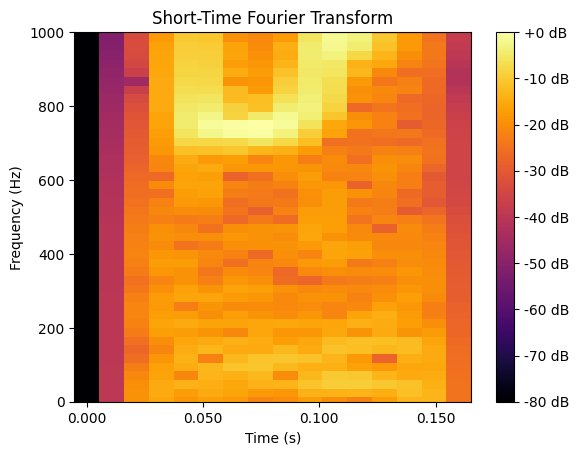 Short-Time Fourier Transform
1000
800
600
400
200
0
Frequency (Hz)
0.000
0.050
0.100
0.150
Time (s)
+0 dB
-10 dB
-20 dB
-30 dB
-40 dB
-50 dB
-60 dB
-70 dB
-80 dB